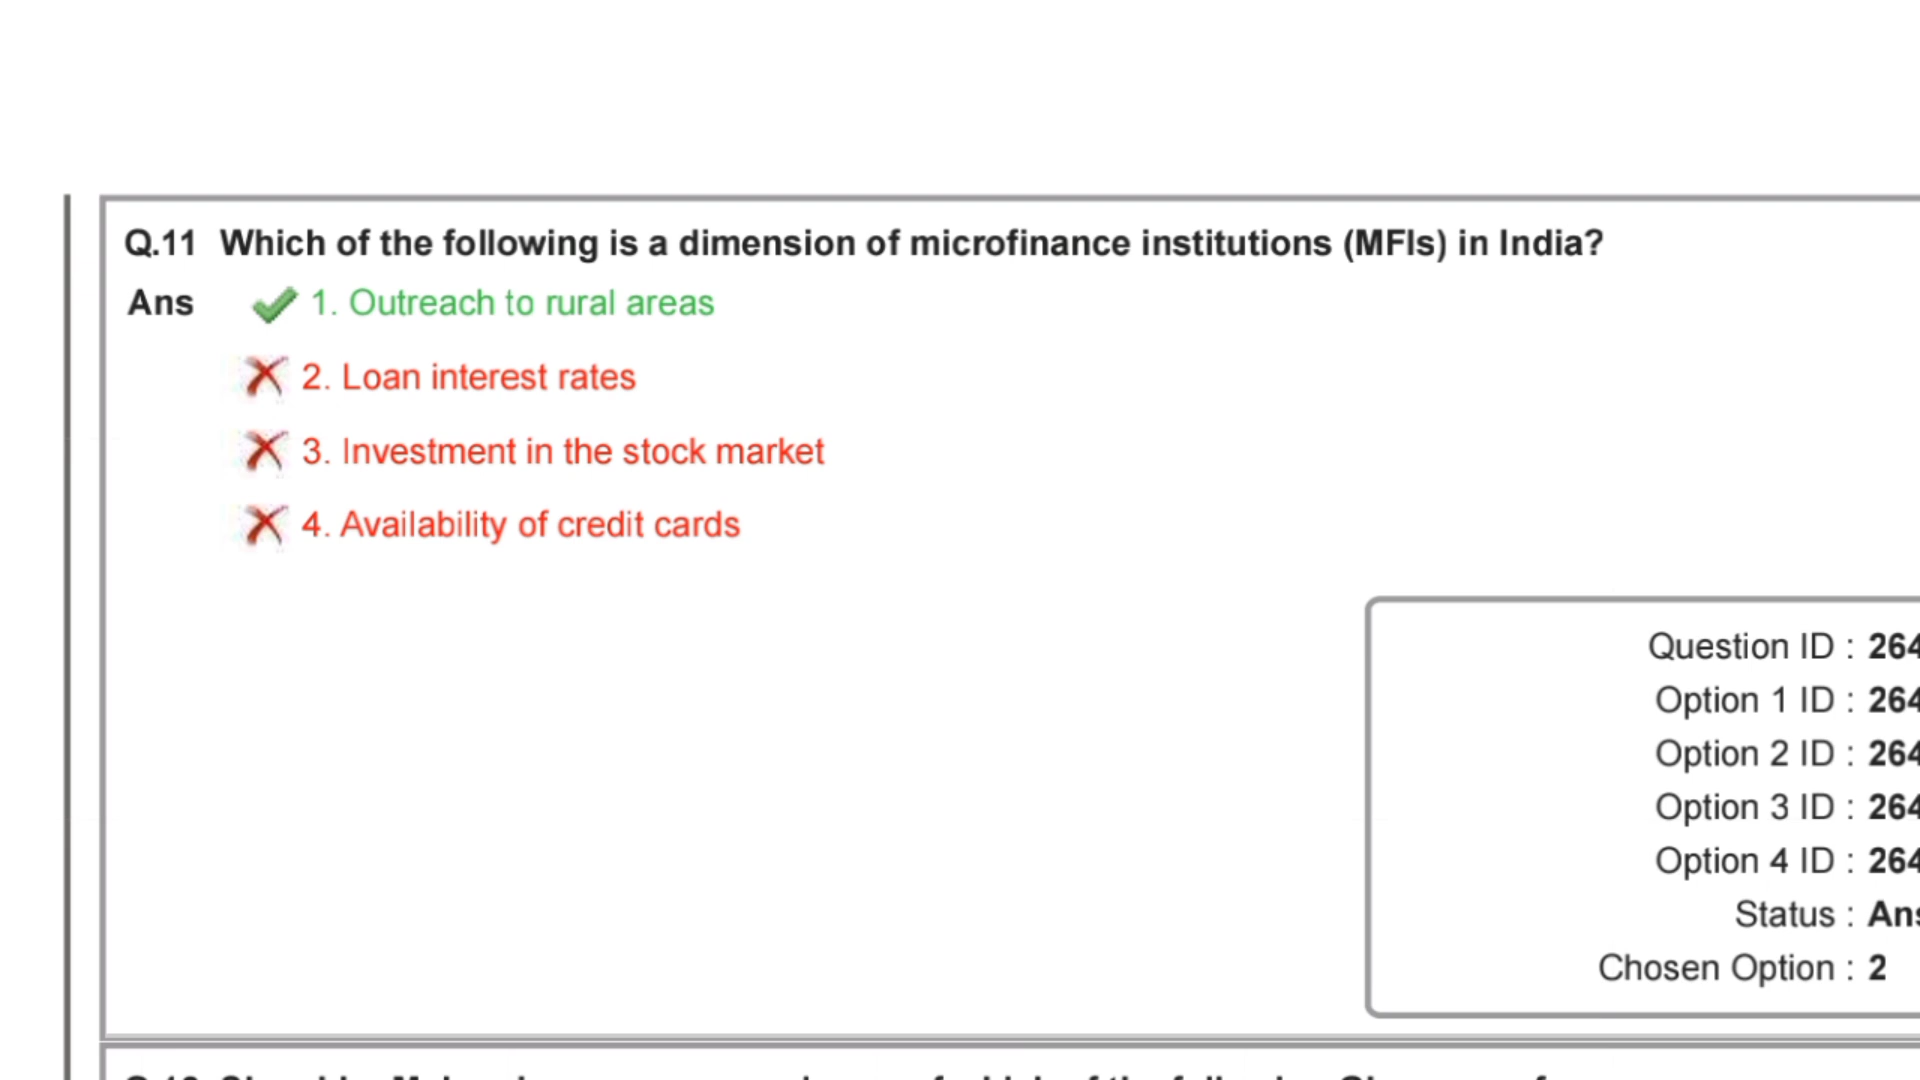 Q.11 Which of the following is a dimension of microfinance institutions (MFIs) in India?
Ans 1. Outreach to rural areas
2. Loan interest rates
3. Investment in the stock market
4. Availability of credit cards
Question ID : 264
Option 1 ID : 264
Option 2 ID : 264
Option 3 ID : 264
Option 4 ID : 264
Status : Ans
Chosen Option : 2